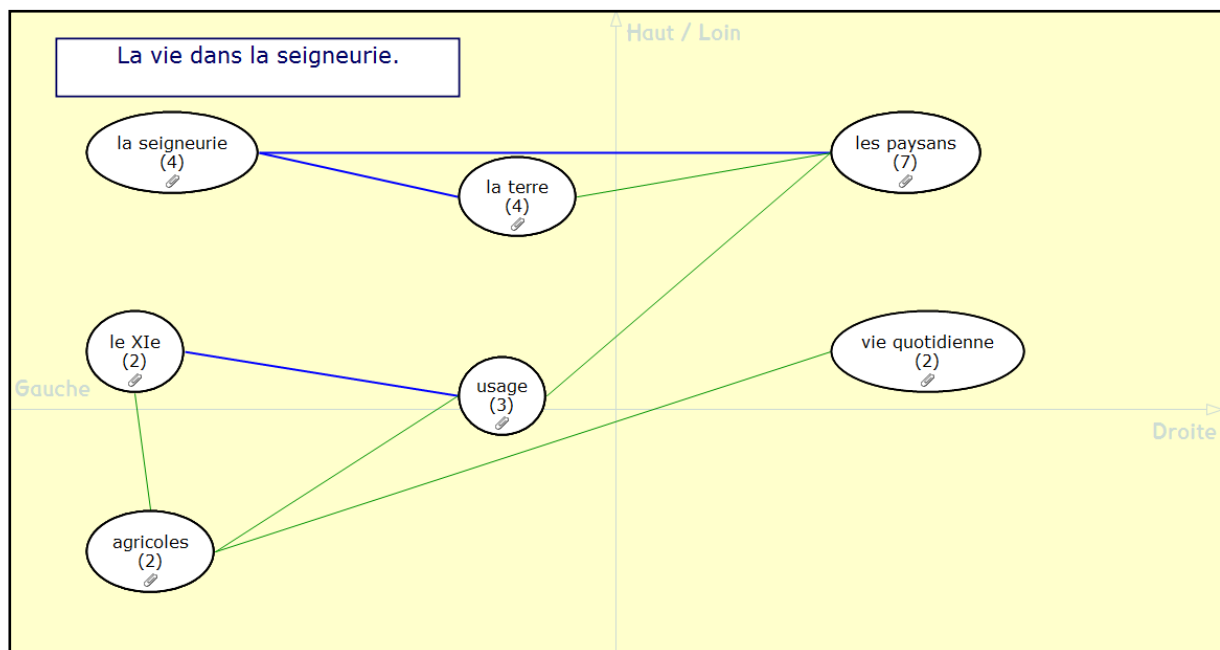 Haut / Loin
La vie dans la seigneurie.
la seigneurie
(4)
les paysans
(7)
la terre
(4)
le XIe
(2)
vie quotidienne
(2)
usage
(3)
Gauche
Droite
agricoles
(2)